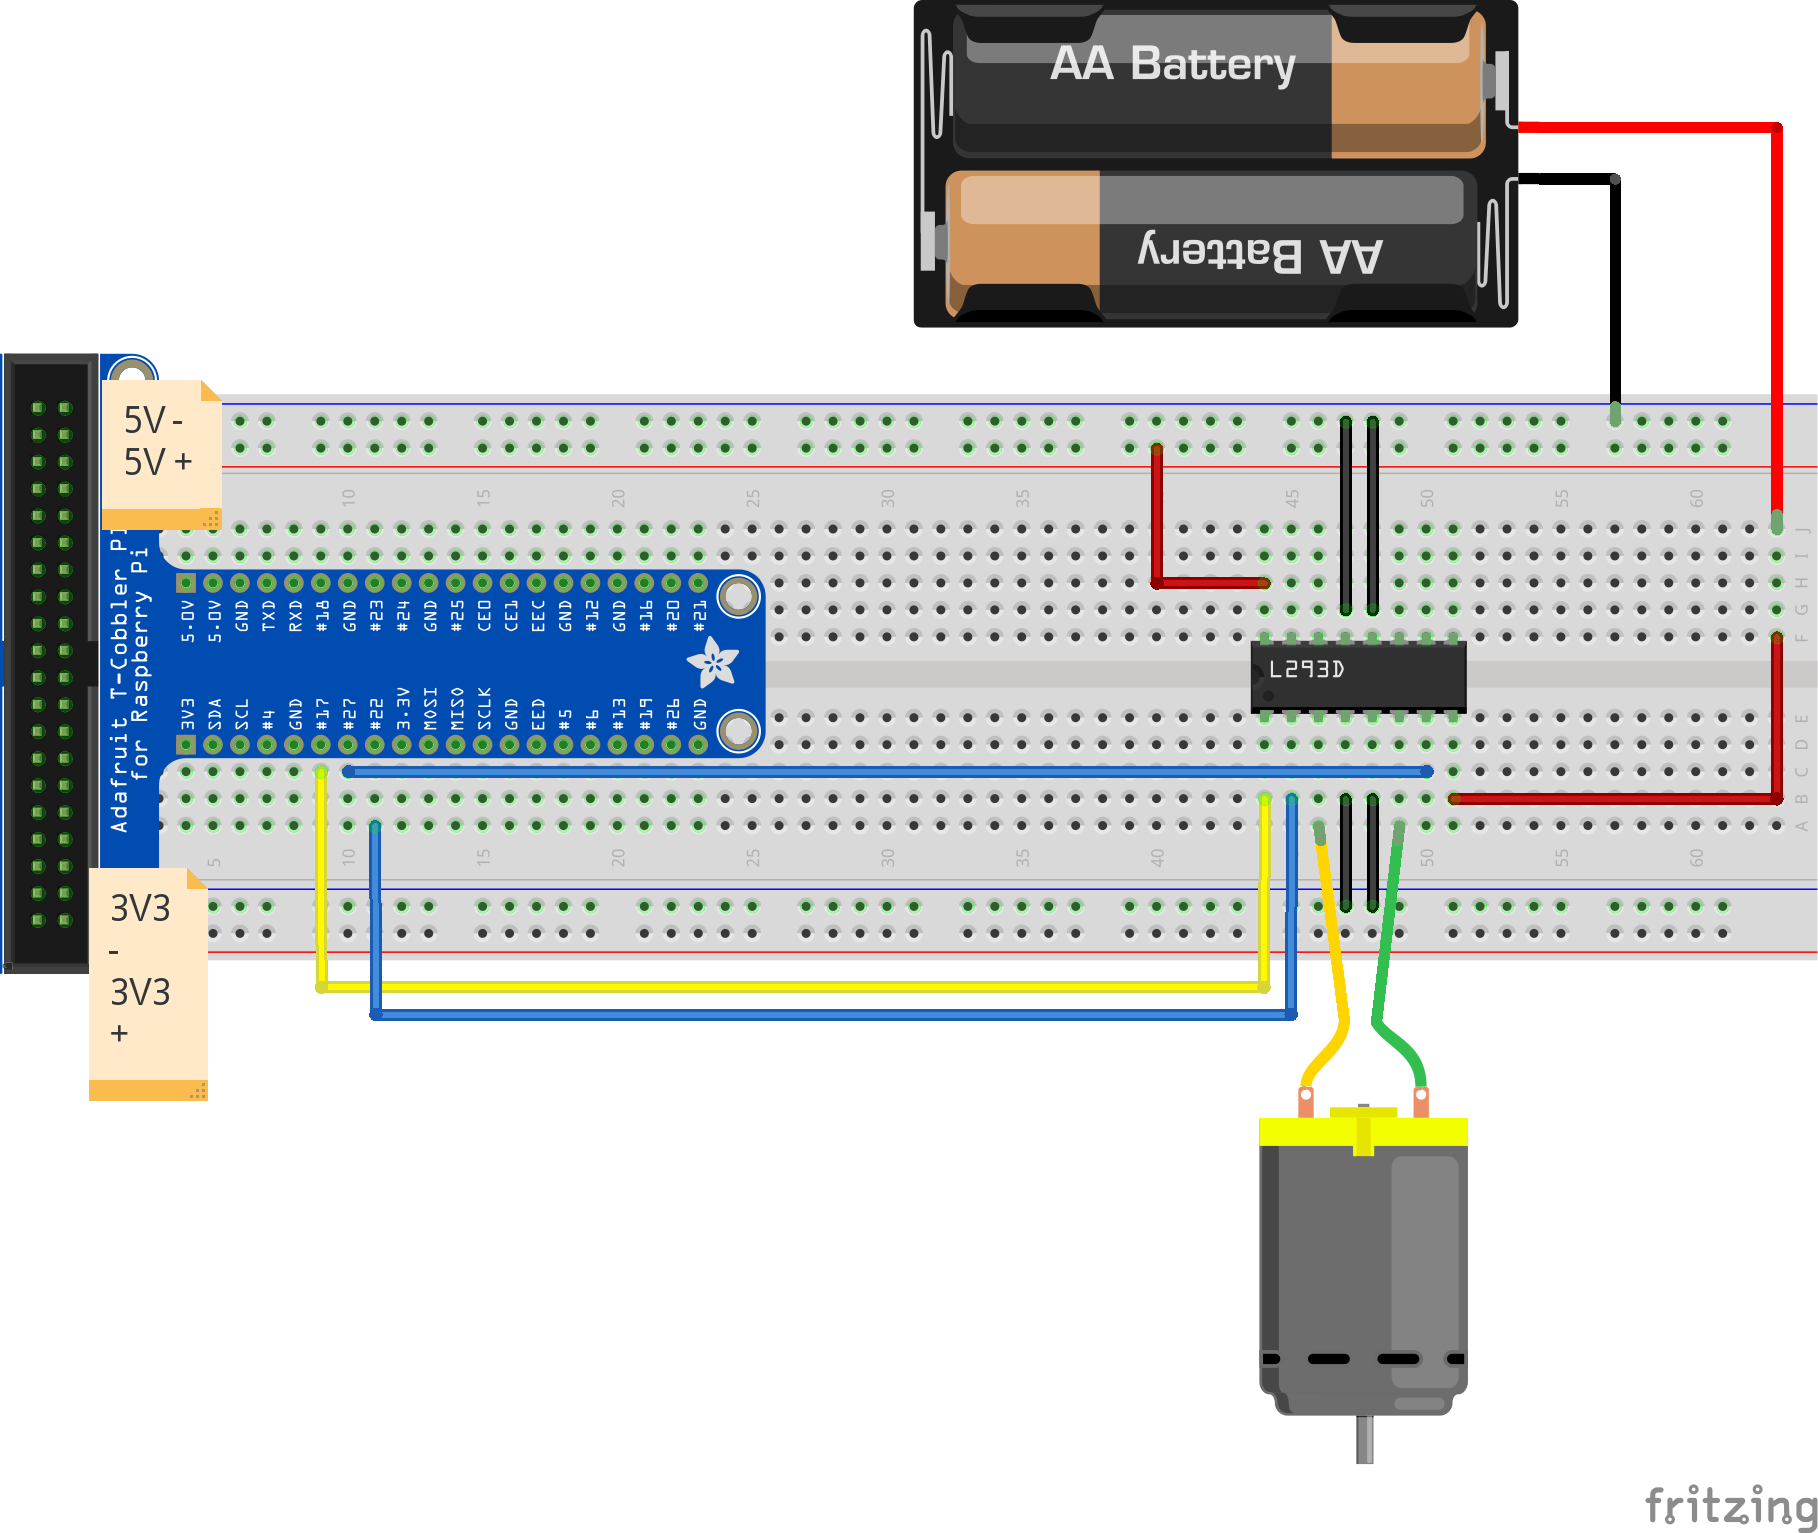 AA Battery
AA Battery
5V -
5V +
10 15 20 25 30 35 45 50 55 60
J
I
H
G
F
5.0V 5.0V GND TXD RXD #18 GND #23 #24 GND #25 CE0 CE1 EEC GND #12 GND #16 #20 #21
Adafruit T-Cobbler Pl
for Raspberry Pi
L293D
3V3 SDA SCL #4 GND #17 #27 #22 3.3V MOSI MISO SCLK GND EED #5 #6 #13 #19 #26 GND
E
D
C
B
A
5 10 15 20 25 30 35 40 50 55 60
3V3
-
3V3
+
fritzing